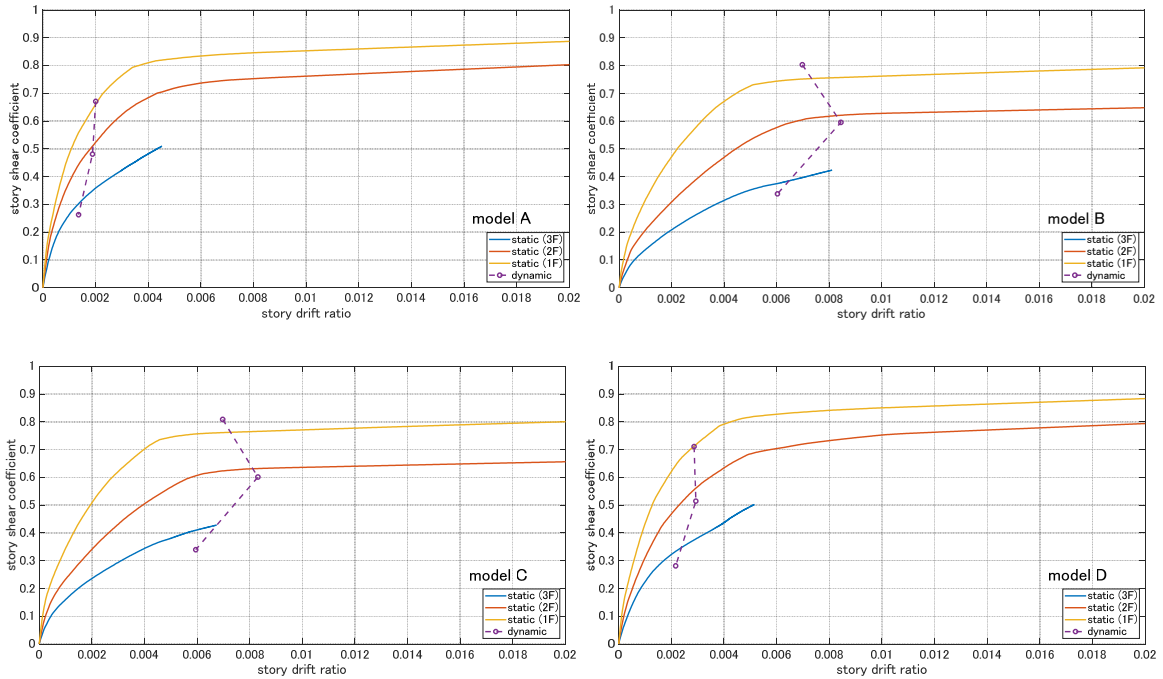 1
0.9
0.8
0.7
0.6
0.5
0.4
0.3
0.2
0.1
0
story shear coefficient
model A
static (3F)
static (2F)
static (1F)
dynamic
0 0.002 0.004 0.006 0.008 0.01 0.012 0.014 0.016 0.018 0.02
story drift ratio
1
0.9
0.8
0.7
0.6
0.5
0.4
0.3
0.2
0.1
0
story shear coefficient
model B
static (3F)
static (2F)
static (1F)
dynamic
0 0.002 0.004 0.006 0.008 0.01 0.012 0.014 0.016 0.018 0.02
story drift ratio
1
0.9
0.8
0.7
0.6
0.5
0.4
0.3
0.2
0.1
0
story shear coefficient
model C
static (3F)
static (2F)
static (1F)
dynamic
0 0.002 0.004 0.006 0.008 0.01 0.012 0.014 0.016 0.018 0.02
story drift ratio
1
0.9
0.8
0.7
0.6
0.5
0.4
0.3
0.2
0.1
0
story shear coefficient
model D
static (3F)
static (2F)
static (1F)
dynamic
0 0.002 0.004 0.006 0.008 0.01 0.012 0.014 0.016 0.018 0.02
story drift ratio